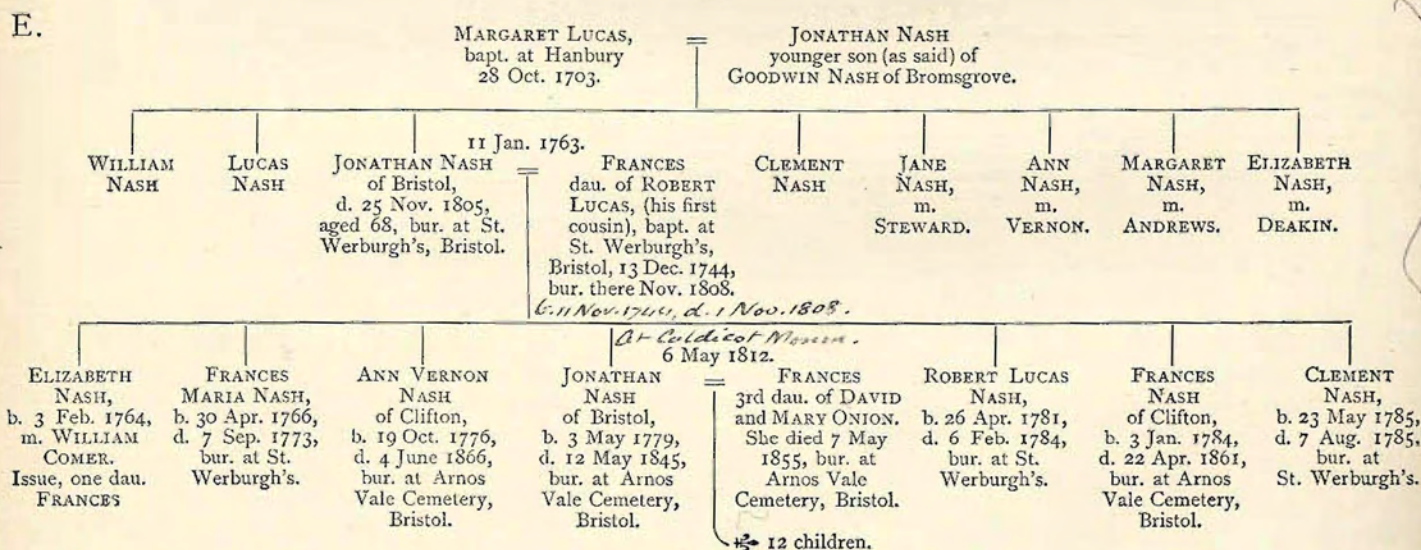 E.
MARGARET LUCAS,
bapt. at Hanbury
28 Oct. 1703.
=
JONATHAN NASH
younger son (as said) of
GOODWIN NASH of Bromsgrove.
WILLIAM
NASH
LUCAS
NASH
11 Jan. 1763.
JONATHAN NASH
of Bristol,
d. 25 Nov. 1805,
aged 68, bur. at St.
Werburgh's, Bristol.
=
FRANCES
dau. of ROBERT
LUCAS, (his first
cousin), bapt. at
St. Werburgh's,
Bristol, 13 Dec. 1744,
bur. there Nov. 1808.
b. 11 Nov. 1744, d. 1 Nov. 1808.
CLEMENT
NASH
JANE
NASH,
m.
STEWARD.
ANN
NASH,
m.
VERNON.
MARGARET
NASH,
m.
ANDREWS.
ELIZABETH
NASH,
m.
DEAKIN.
ELIZABETH
NASH,
b. 3 Feb. 1764,
m. WILLIAM
COMER.
Issue, one dau.
FRANCES
FRANCES
MARIA NASH,
b. 30 Apr. 1766,
d. 7 Sep. 1773,
bur. at St.
Werburgh's.
ANN VERNON
NASH
of Clifton,
b. 19 Oct. 1776,
d. 4 June 1866,
bur. at Arnos
Vale Cemetery,
Bristol.
At Caldicot
6 May 1812.
JONATHAN
NASH
of Bristol,
b. 3 May 1779,
d. 12 May 1845,
bur. at Arnos
Vale Cemetery,
Bristol.
=
FRANCES
3rd dau. of DAVID
and MARY ONION.
She died 7 May
1855, bur. at
Arnos Vale
Cemetery, Bristol.
12 children.
ROBERT LUCAS
NASH,
b. 26 Apr. 1781,
d. 6 Feb. 1784,
bur. at St.
Werburgh's.
FRANCES
NASH
of Clifton,
b. 3 Jan. 1784,
d. 22 Apr. 1861,
bur. at Arnos
Vale Cemetery,
Bristol.
CLEMENT
NASH,
b. 23 May 1785,
d. 7 Aug. 1785,
bur. at
St. Werburgh's.